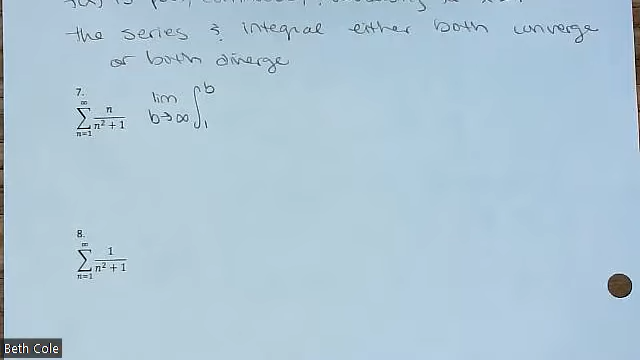 the series & integral either both converge
or both diverge
7.
∞
∑ n/(n² + 1) lim ∫ b
n=1 b→∞ 1
8.
∞
∑ 1/(n² + 1)
n=1
Beth Cole